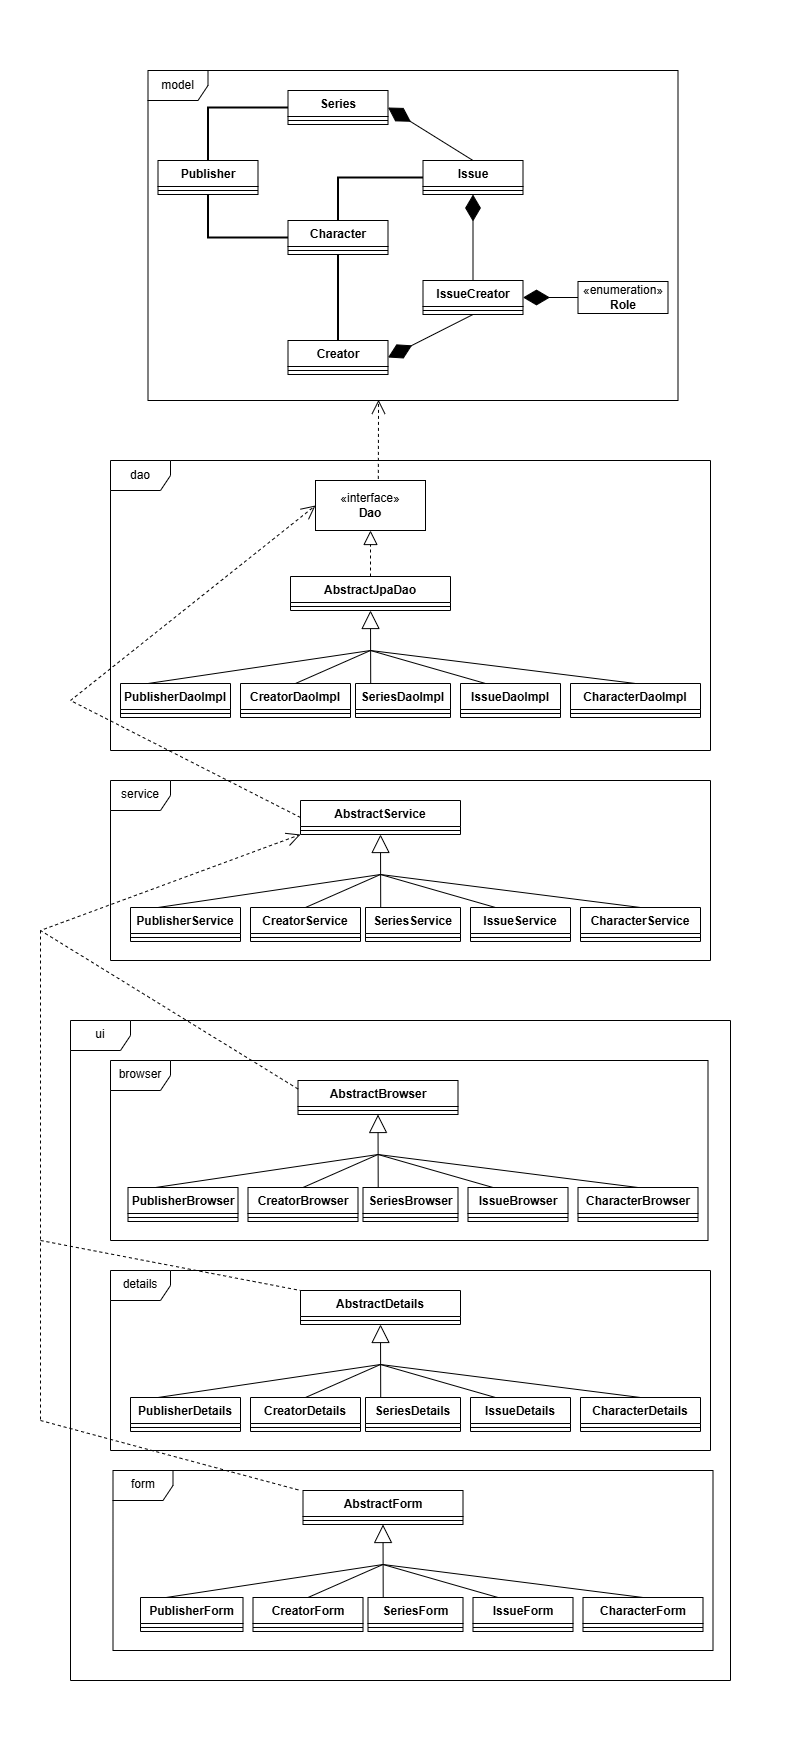 model
Series
Publisher
Issue
Character
IssueCreator
«enumeration»
Role
Creator
dao
«interface»
Dao
AbstractJpaDao
PublisherDaoImpl
CreatorDaoImpl
SeriesDaoImpl
IssueDaoImpl
CharacterDaoImpl
service
AbstractService
PublisherService
CreatorService
SeriesService
IssueService
CharacterService
ui
browser
AbstractBrowser
PublisherBrowser
CreatorBrowser
SeriesBrowser
IssueBrowser
CharacterBrowser
details
AbstractDetails
PublisherDetails
CreatorDetails
SeriesDetails
IssueDetails
CharacterDetails
form
AbstractForm
PublisherForm
CreatorForm
SeriesForm
IssueForm
CharacterForm